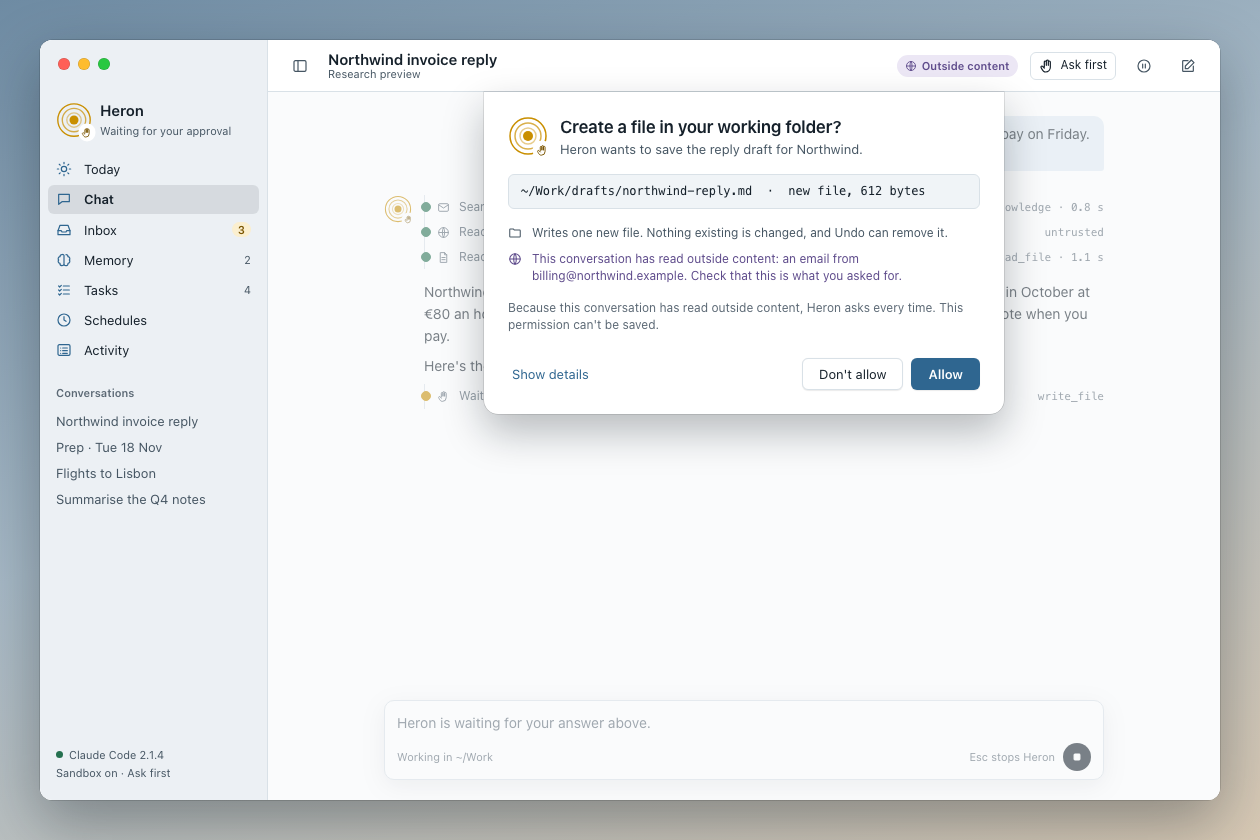 Heron
Waiting for your approval
Today
Chat
Inbox 3
Memory 2
Tasks 4
Schedules
Activity
Conversations
Northwind invoice reply
Prep · Tue 18 Nov
Flights to Lisbon
Summarise the Q4 notes
Claude Code 2.1.4
Sandbox on · Ask first
Northwind invoice reply
Research preview
Outside content
Ask first
Create a file in your working folder?
Heron wants to save the reply draft for Northwind.
~/Work/drafts/northwind-reply.md · new file, 612 bytes
Writes one new file. Nothing existing is changed, and Undo can remove it.
This conversation has read outside content: an email from
billing@northwind.example. Check that this is what you asked for.
Because this conversation has read outside content, Heron asks every time. This
permission can't be saved.
Show details
Don't allow
Allow
on Friday.
· 0.8 s
untrusted
· 1.1 s
in October at
€80 an
when you
pay.
Here's
write_file
Heron is waiting for your answer above.
Working in ~/Work
Esc stops Heron